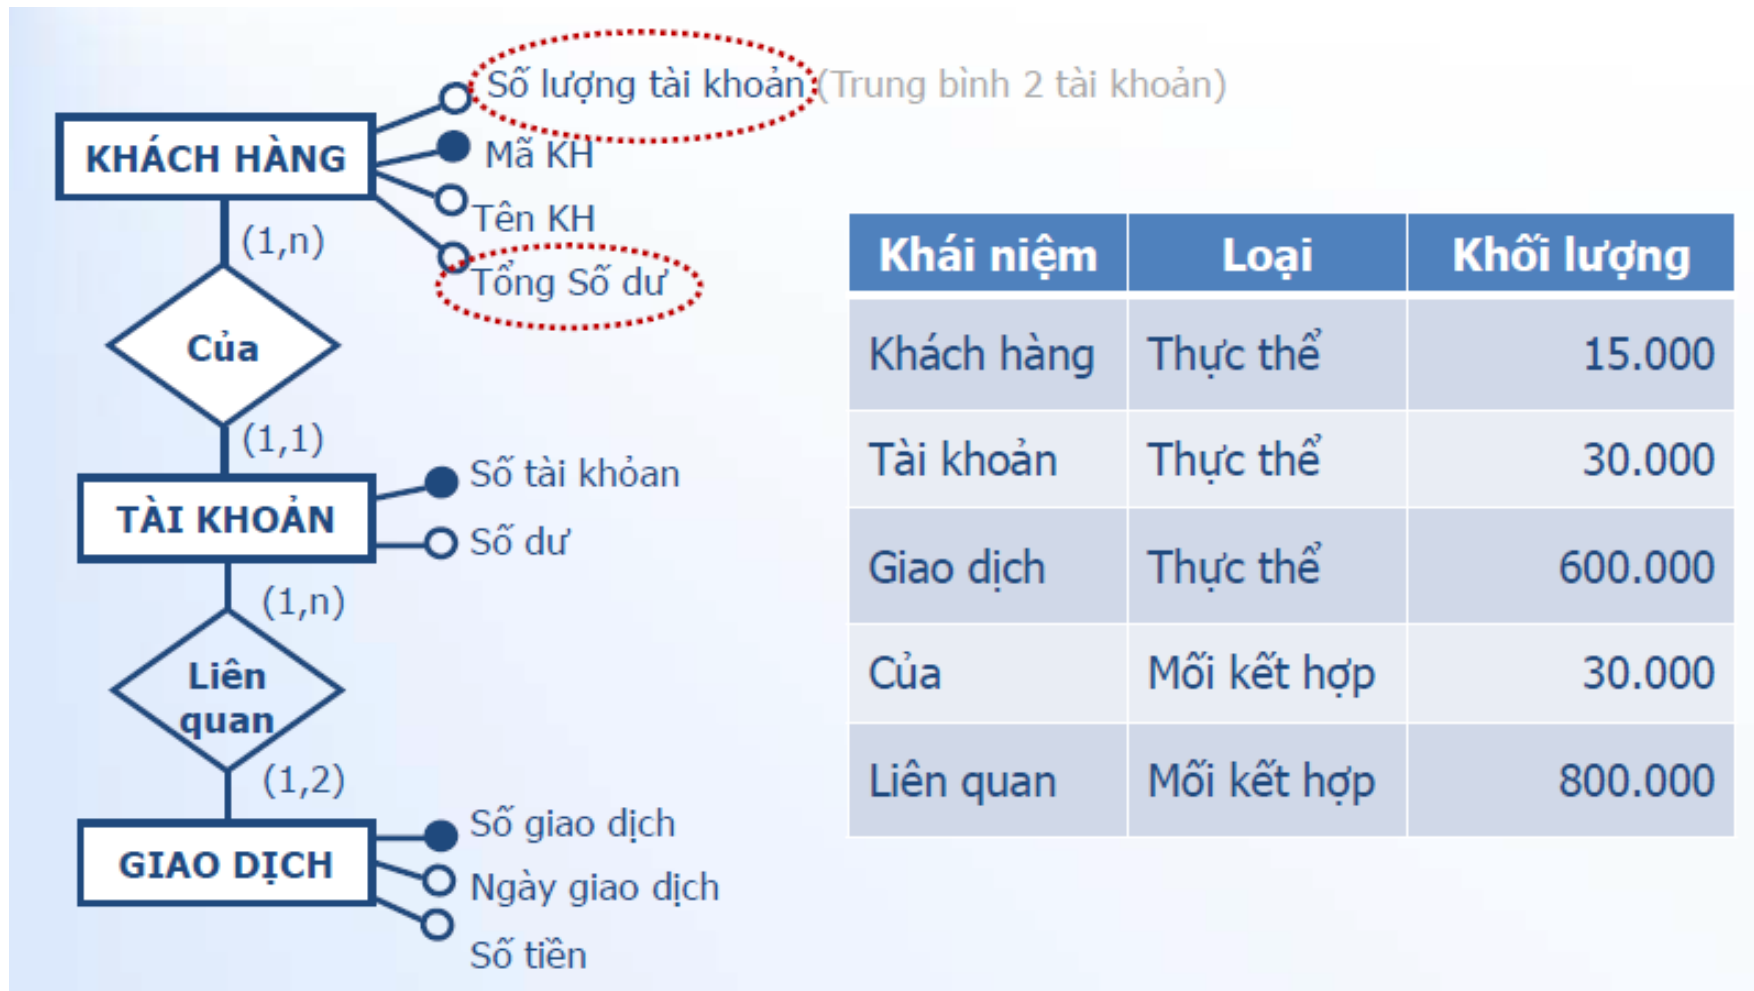 Số lượng tài khoản (Trung bình 2 tài khoản)
KHÁCH HÀNG
Mã KH
Tên KH
(1,n)
Tổng Số dư
Của
(1,1)
Số tài khỏan
TÀI KHOẢN
Số dư
(1,n)
Liên
quan
(1,2)
Số giao dịch
GIAO DỊCH
Ngày giao dịch
Số tiền
Khái niệm Loại Khối lượng
Khách hàng Thực thể 15.000
Tài khoản Thực thể 30.000
Giao dịch Thực thể 600.000
Của Mối kết hợp 30.000
Liên quan Mối kết hợp 800.000